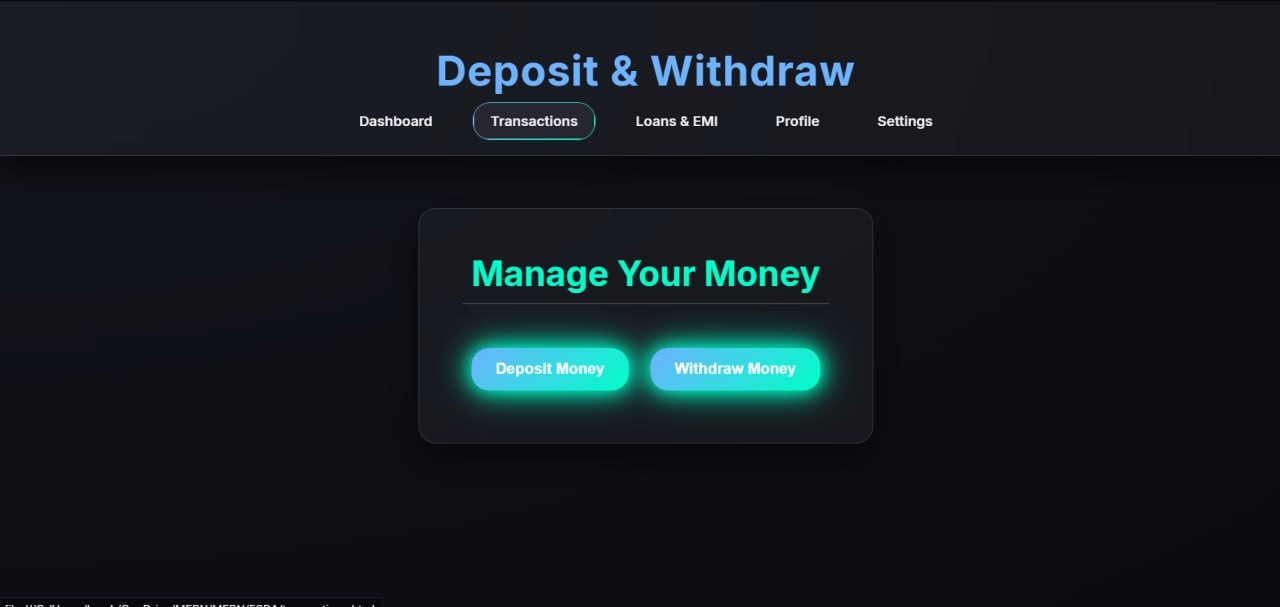 Deposit & Withdraw
Dashboard Transactions Loans & EMI Profile Settings
Manage Your Money
Deposit Money Withdraw Money